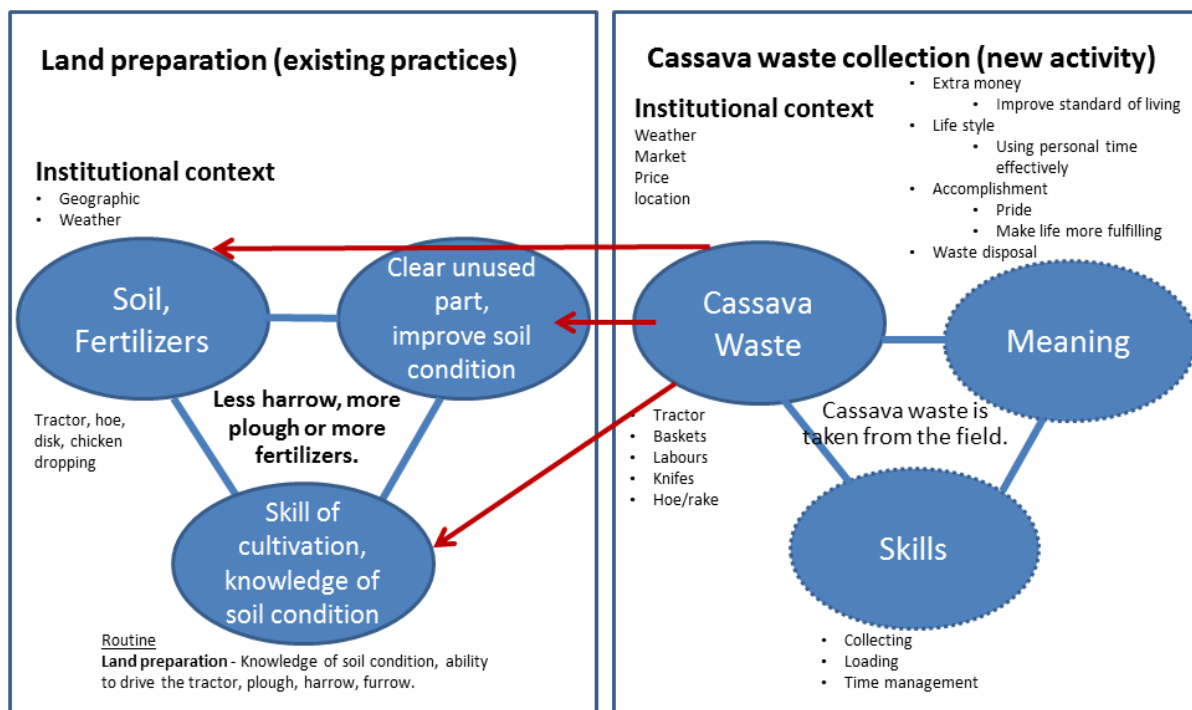 Land preparation (existing practices)
Institutional context
• Geographic
• Weather
Soil,
Fertilizers
Clear unused
part,
improve soil
condition
Less harrow, more
plough or more
fertilizers.
Tractor, hoe,
disk, chicken
dropping
Skill of
cultivation,
knowledge of
soil condition
Routine
Land preparation - Knowledge of soil condition, ability
to drive the tractor, plough, harrow, furrow.
Cassava waste collection (new activity)
Institutional context
Weather
Market
Price
location
• Extra money
• Improve standard of living
• Life style
• Using personal time
effectively
• Accomplishment
• Pride
• Make life more fulfilling
• Waste disposal
Cassava
Waste
Meaning
• Tractor
• Baskets
• Labours
• Knifes
• Hoe/rake
Cassava waste is
taken from the field.
Skills
• Collecting
• Loading
• Time management